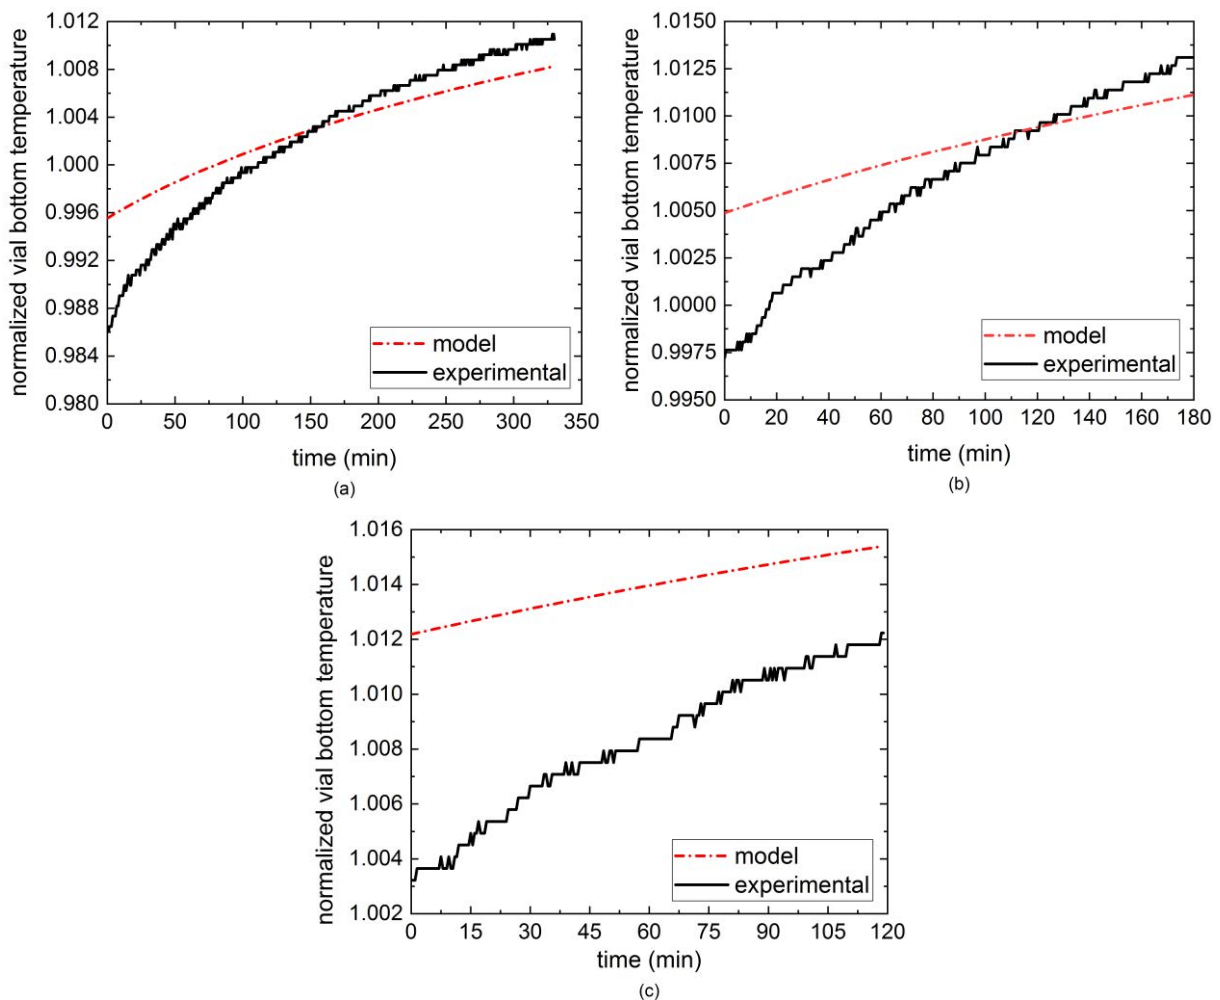 normalized vial bottom temperature
1.012
1.008
1.004
1.000
0.996
0.992
0.988
0.984
0.980
model
experimental
0 50 100 150 200 250 300 350
time (min)
(a)
normalized vial bottom temperature
1.0150
1.0125
1.0100
1.0075
1.0050
1.0025
1.0000
0.9975
0.9950
model
experimental
0 20 40 60 80 100 120 140 160 180
time (min)
(b)
normalized vial bottom temperature
1.016
1.014
1.012
1.010
1.008
1.006
1.004
1.002
model
experimental
0 15 30 45 60 75 90 105 120
time (min)
(c)